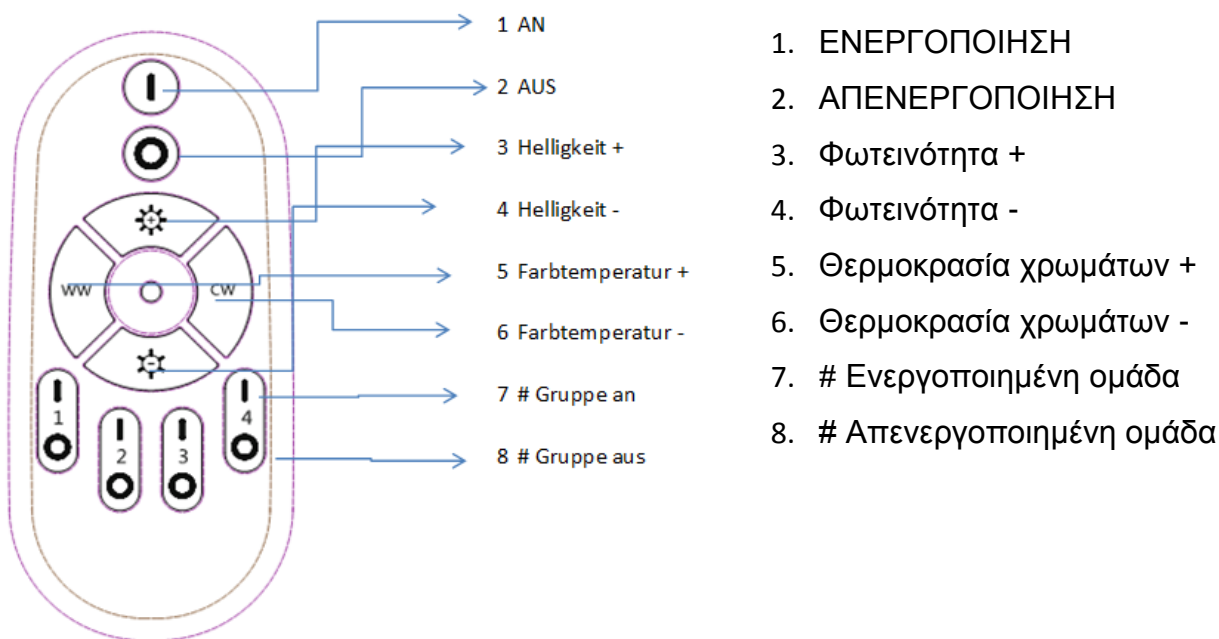 1 AN
2 AUS
3 Helligkeit +
4 Helligkeit -
5 Farbtemperatur +
6 Farbtemperatur -
7 # Gruppe an
8 # Gruppe aus
WW
CW
1
2
3
4
1. ΕΝΕΡΓΟΠΟΙΗΣΗ
2. ΑΠΕΝΕΡΓΟΠΟΙΗΣΗ
3. Φωτεινότητα +
4. Φωτεινότητα -
5. Θερμοκρασία χρωμάτων +
6. Θερμοκρασία χρωμάτων -
7. # Ενεργοποιημένη ομάδα
8. # Απενεργοποιημένη ομάδα